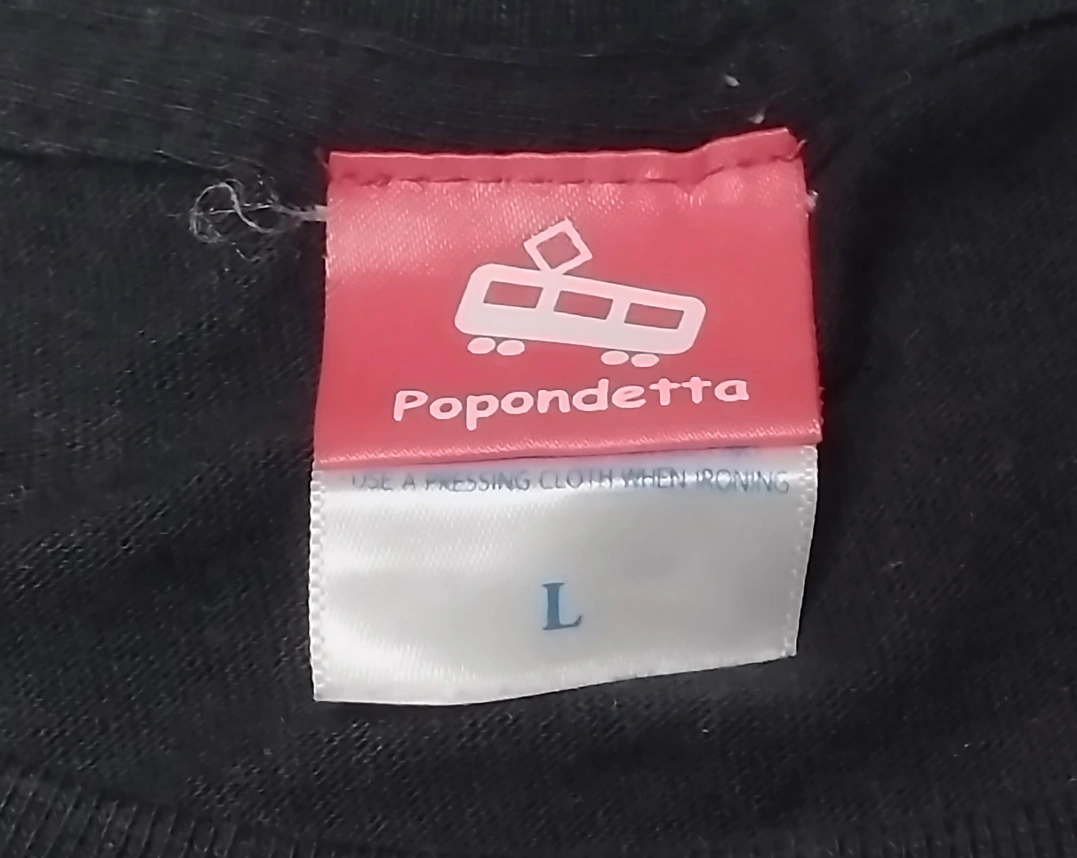 Popondetta
USE A PRESSING CLOTH WHEN IRONING
L